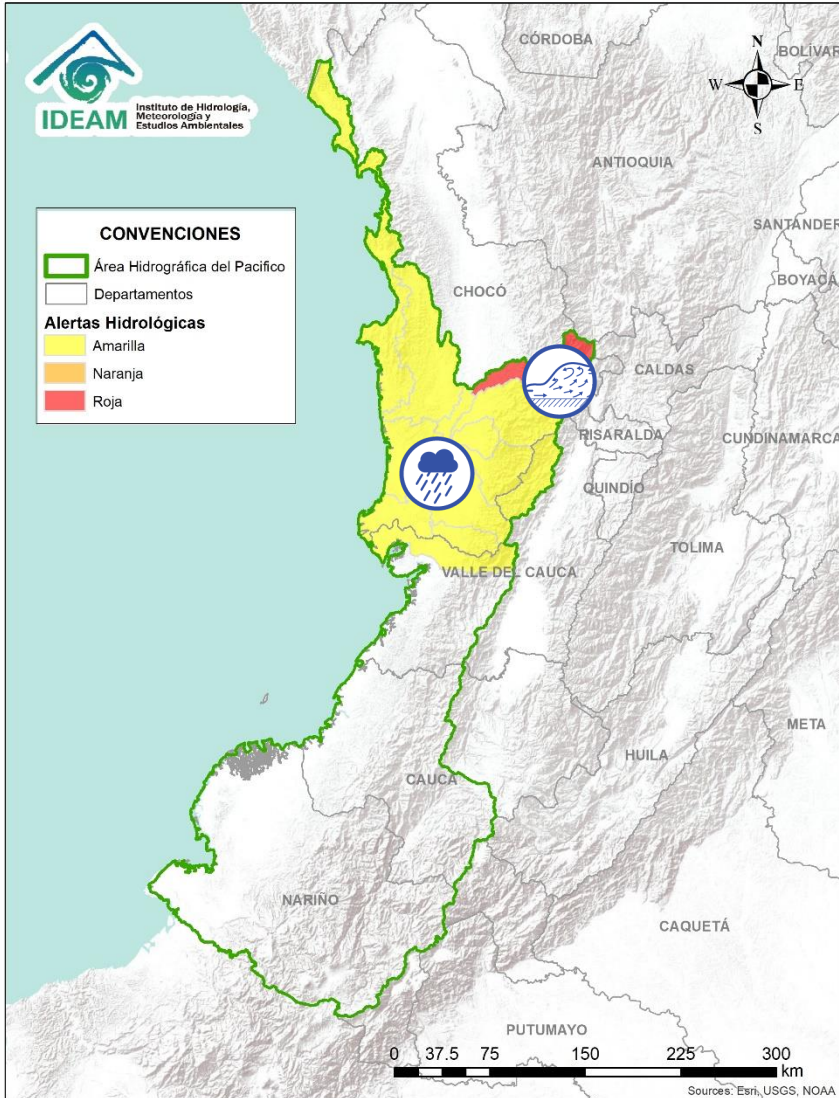 IDEAM
Instituto de Hidrología,
Meteorología y
Estudios Ambientales
CÓRDOBA
BOLÍVAR
N
W
E
S
ANTIOQUIA
SANTANDER
BOYACÁ
CONVENCIONES
Área Hidrográfica del Pacifico
Departamentos
Alertas Hidrológicas
Amarilla
Naranja
Roja
CHOCÓ
CALDAS
RISARALDA
CUNDINAMARCA
QUINDÍO
TOLIMA
VALLE DEL CAUCA
META
HUILA
CAUCA
NARIÑO
CAQUETÁ
PUTUMAYO
0 37.5 75 150 225 300
km
Sources: Esri, USGS, NOAA